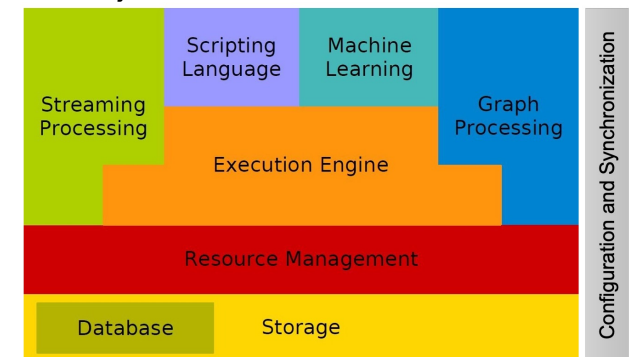 Scripting
Language
Machine
Learning
Streaming
Processing
Graph
Processing
Execution Engine
Resource Management
Database
Storage
Configuration and Synchronization